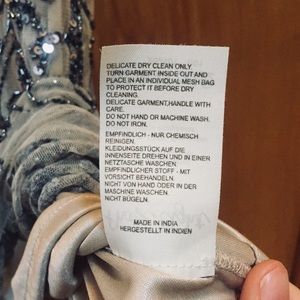 DELICATE DRY CLEAN ONLY.
TURN GARMENT INSIDE OUT AND
PLACE IN AN INDIVIDUAL MESH BAG
TO PROTECT IT BEFORE DRY
CLEANING.
DELICATE GARMENT.HANDLE WITH
CARE.
DO NOT HAND OR MACHINE WASH.
DO NOT IRON.
EMPFINDLICH - NUR CHEMISCH
REINIGEN.
KLEIDUNGSSTÜCK AUF DIE
INNENSEITE DREHEN UND IN EINER
NETZTASCHE WASCHEN.
EMPFINDLICHER STOFF - MIT
VORSICHT BEHANDELN.
NICHT VON HAND ODER IN DER
MASCHINE WASCHEN.
NICHT BÜGELN.
MADE IN INDIA
HERGESTELLT IN INDIEN